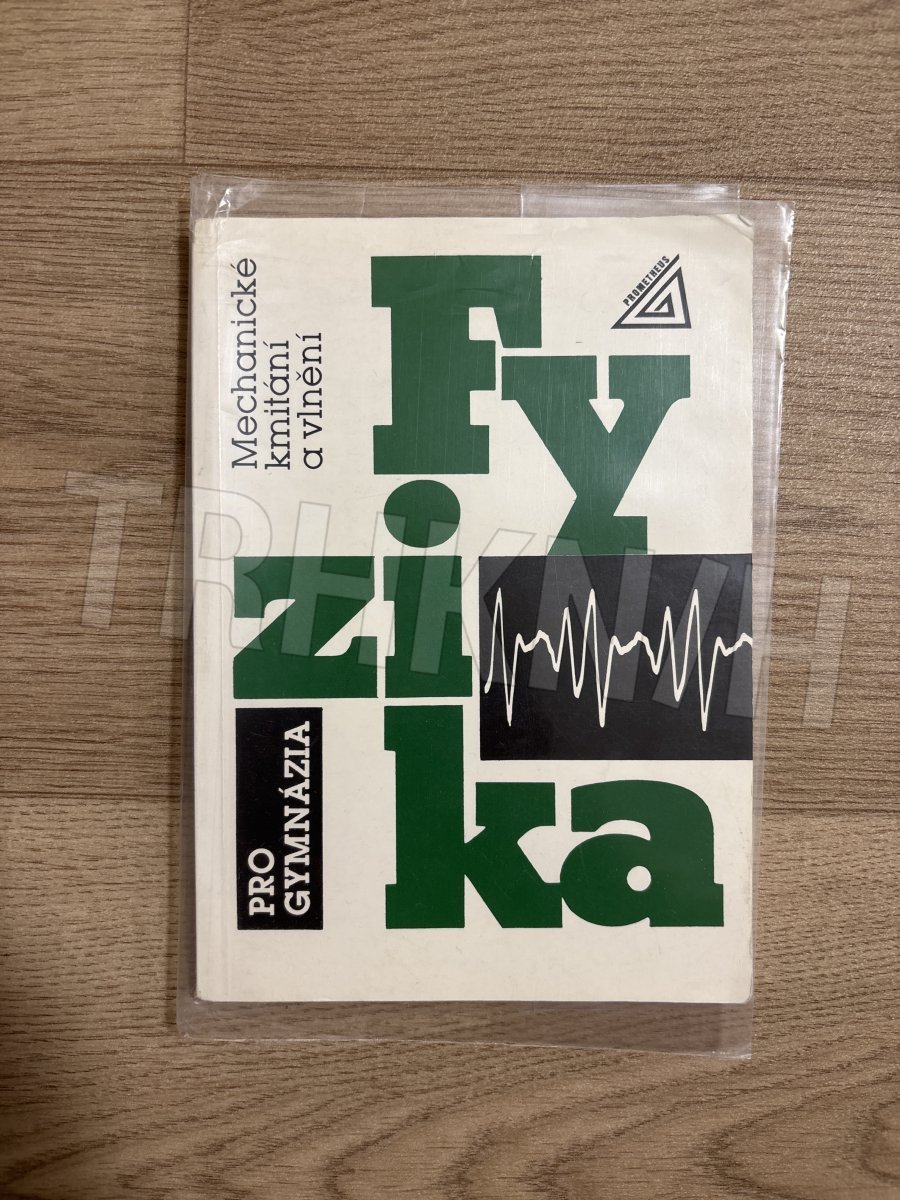 Mechanické
kmitání
a vlnění
PROMETHEUS
Fy
zi
ka
PRO
GYMNÁZIA
TRHKNIH